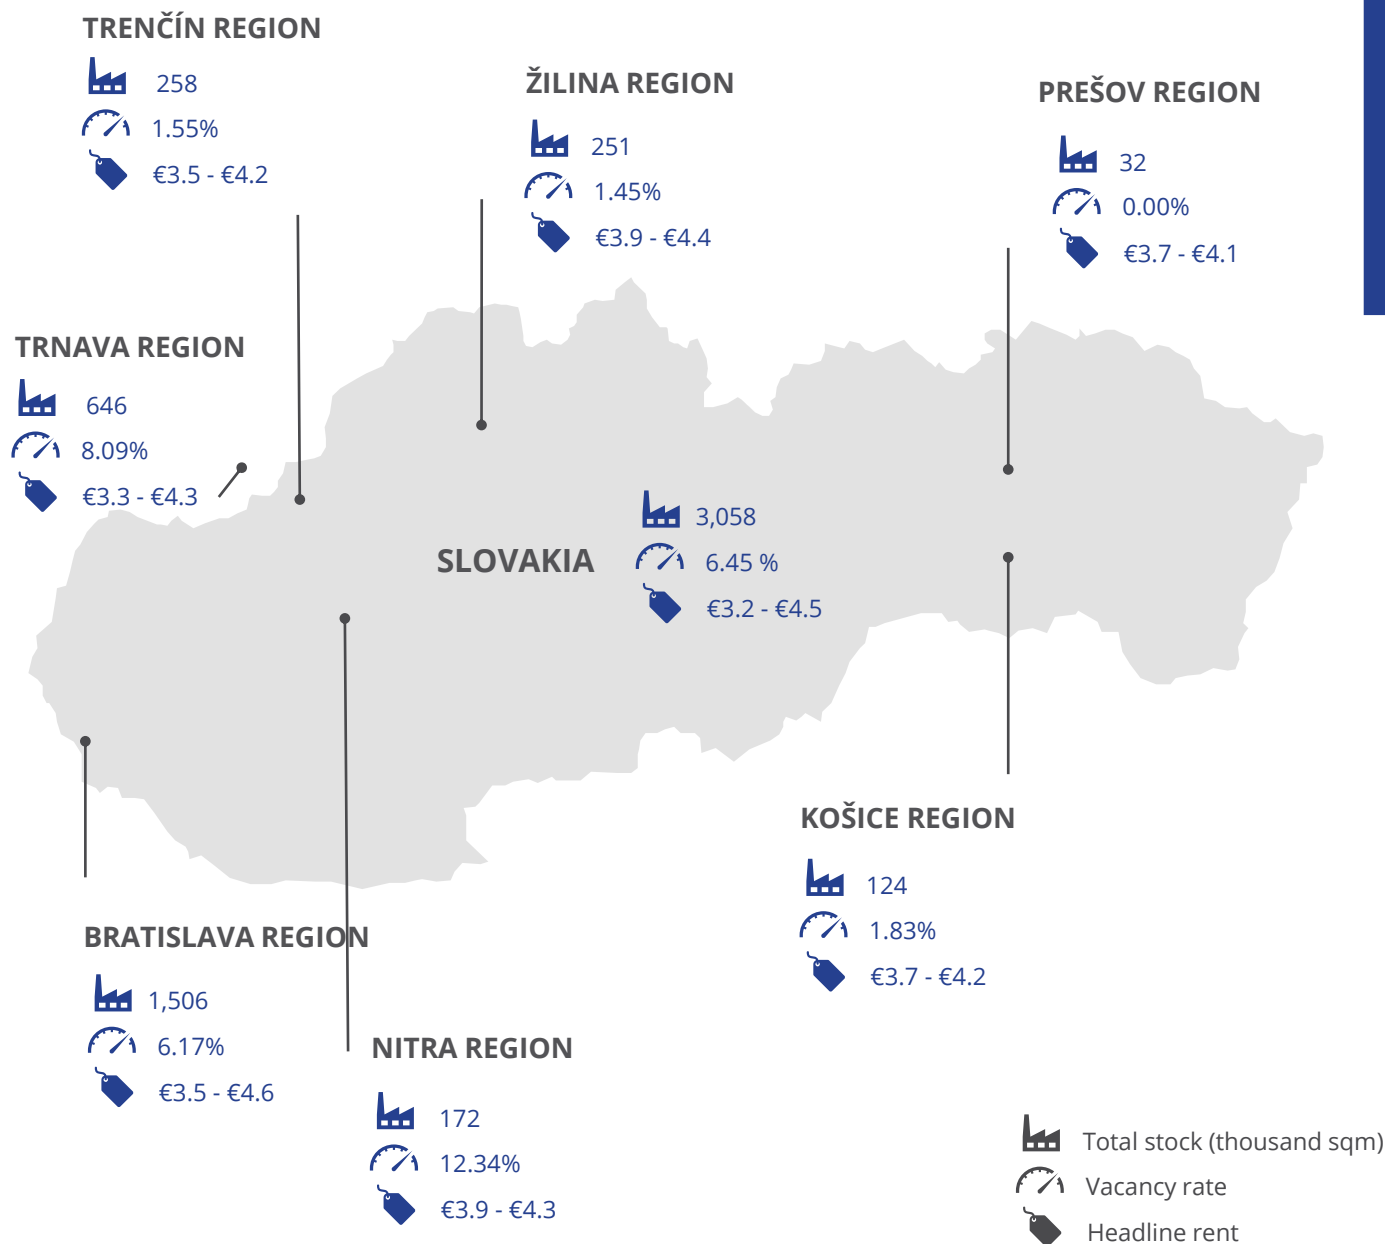 TRENČÍN REGION
258
1.55%
€3.5 - €4.2
ŽILINA REGION
251
1.45%
€3.9 - €4.4
PREŠOV REGION
32
0.00%
€3.7 - €4.1
TRNAVA REGION
646
8.09%
€3.3 - €4.3
SLOVAKIA
3,058
6.45 %
€3.2 - €4.5
KOŠICE REGION
124
1.83%
€3.7 - €4.2
BRATISLAVA REGION
1,506
6.17%
€3.5 - €4.6
NITRA REGION
172
12.34%
€3.9 - €4.3
Total stock (thousand sqm)
Vacancy rate
Headline rent